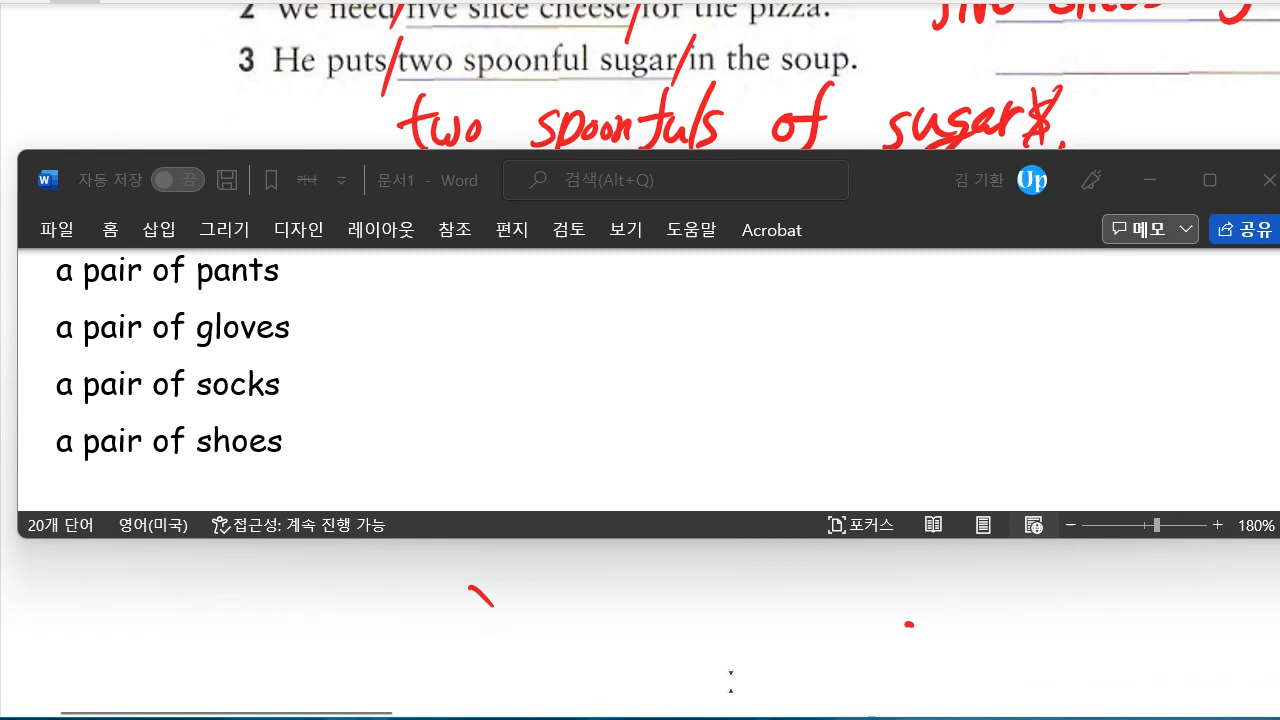 2 We need five slice cheese for the pizza.
3 He puts two spoonful sugar in the soup.
two spoonfuls of sugar
자동 저장 끔 가나 문서1 - Word 검색(Alt+Q) 김 기환 Up
파일 홈 삽입 그리기 디자인 레이아웃 참조 편지 검토 보기 도움말 Acrobat 메모 공유
a pair of pants
a pair of gloves
a pair of socks
a pair of shoes
20개 단어 영어(미국) 접근성: 계속 진행 가능 포커스 - + 180%